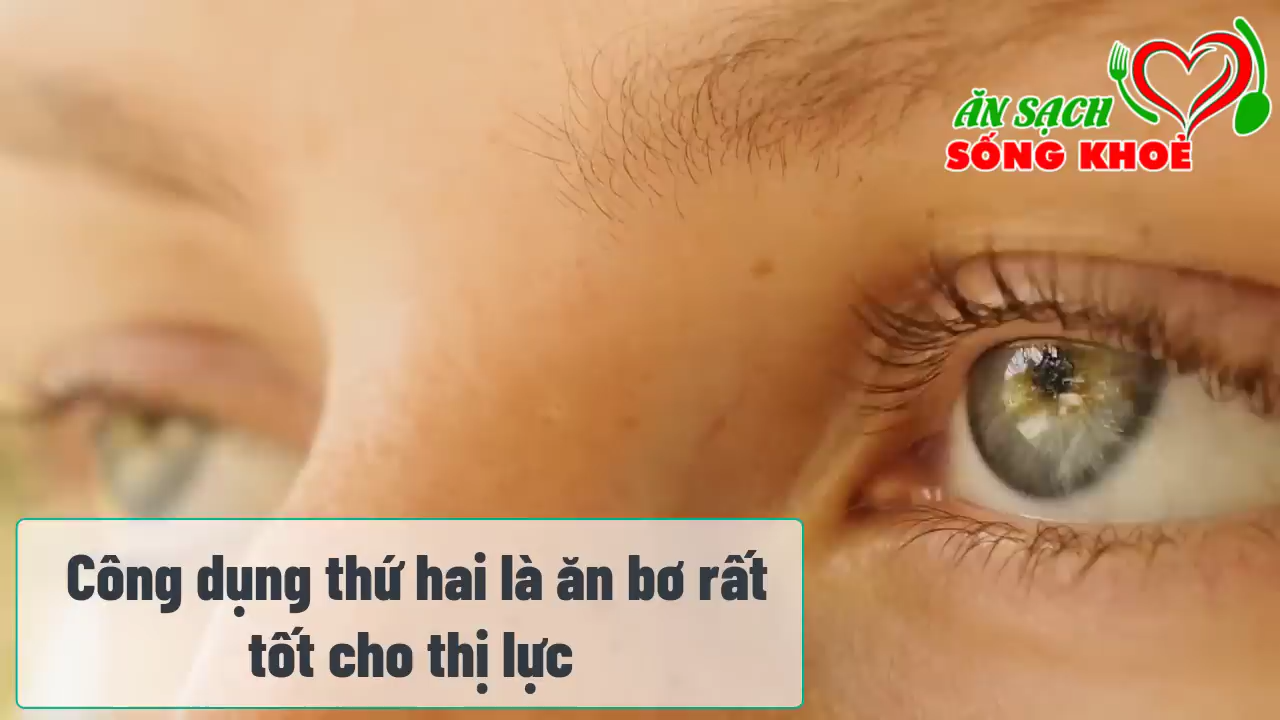 ĂN SẠCH
SỐNG KHOẺ
Công dụng thứ hai là ăn bơ rất
tốt cho thị lực